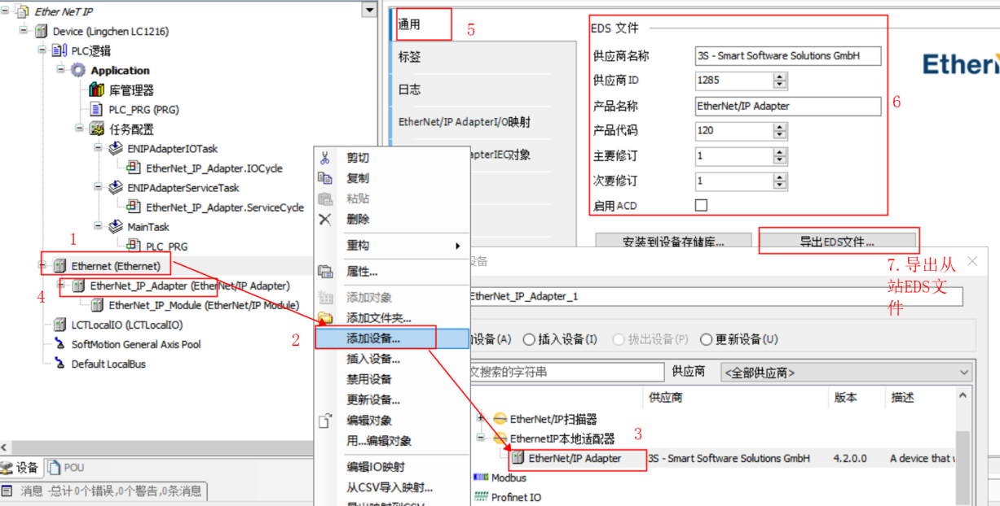 Ether NeT IP
Device (Lingchen LC1216)
PLC逻辑
Application
库管理器
PLC_PRG (PRG)
任务配置
ENIPAdapterIOTask
EtherNet_IP_Adapter.IOCycle
ENIPAdapterServiceTask
EtherNet_IP_Adapter.ServiceCycle
MainTask
PLC_PRG
1
Ethernet (Ethernet)
4
EtherNet_IP_Adapter (EtherNet/IP Adapter)
EtherNet_IP_Module (EtherNet/IP Module)
LCTLocalIO (LCTLocalIO)
SoftMotion General Axis Pool
Default LocalBus
设备
POU
消息 -总计0个错误,0个警告,0条消息
剪切
复制
粘贴
删除
重构
属性...
添加对象
添加文件夹...
2
添加设备...
插入设备...
禁用设备
更新设备...
编辑对象
用...编辑对象
编辑IO映射
从CSV导入映射...
导出映射到CSV
通用
5
标签
日志
EtherNet/IP AdapterI/O映射
apterIEC对象
EDS 文件
供应商名称
3S - Smart Software Solutions GmbH
供应商ID
1285
产品名称
EtherNet/IP Adapter
产品代码
120
主要修订
1
次要修订
1
启用ACD
6
Ether
安装到设备存储库...
导出EDS文件...
7.导出从
站EDS文
件
设备
EtherNet_IP_Adapter_1
加设备(A)
插入设备(I)
拔出设备(P)
更新设备(U)
文搜索的字符串
供应商
<全部供应商>
供应商
版本
描述
EtherNet/IP扫描器
EthernetIP本地适配器
3
EtherNet/IP Adapter
3S - Smart Software Solutions GmbH
4.2.0.0
A device that
Modbus
Profinet IO